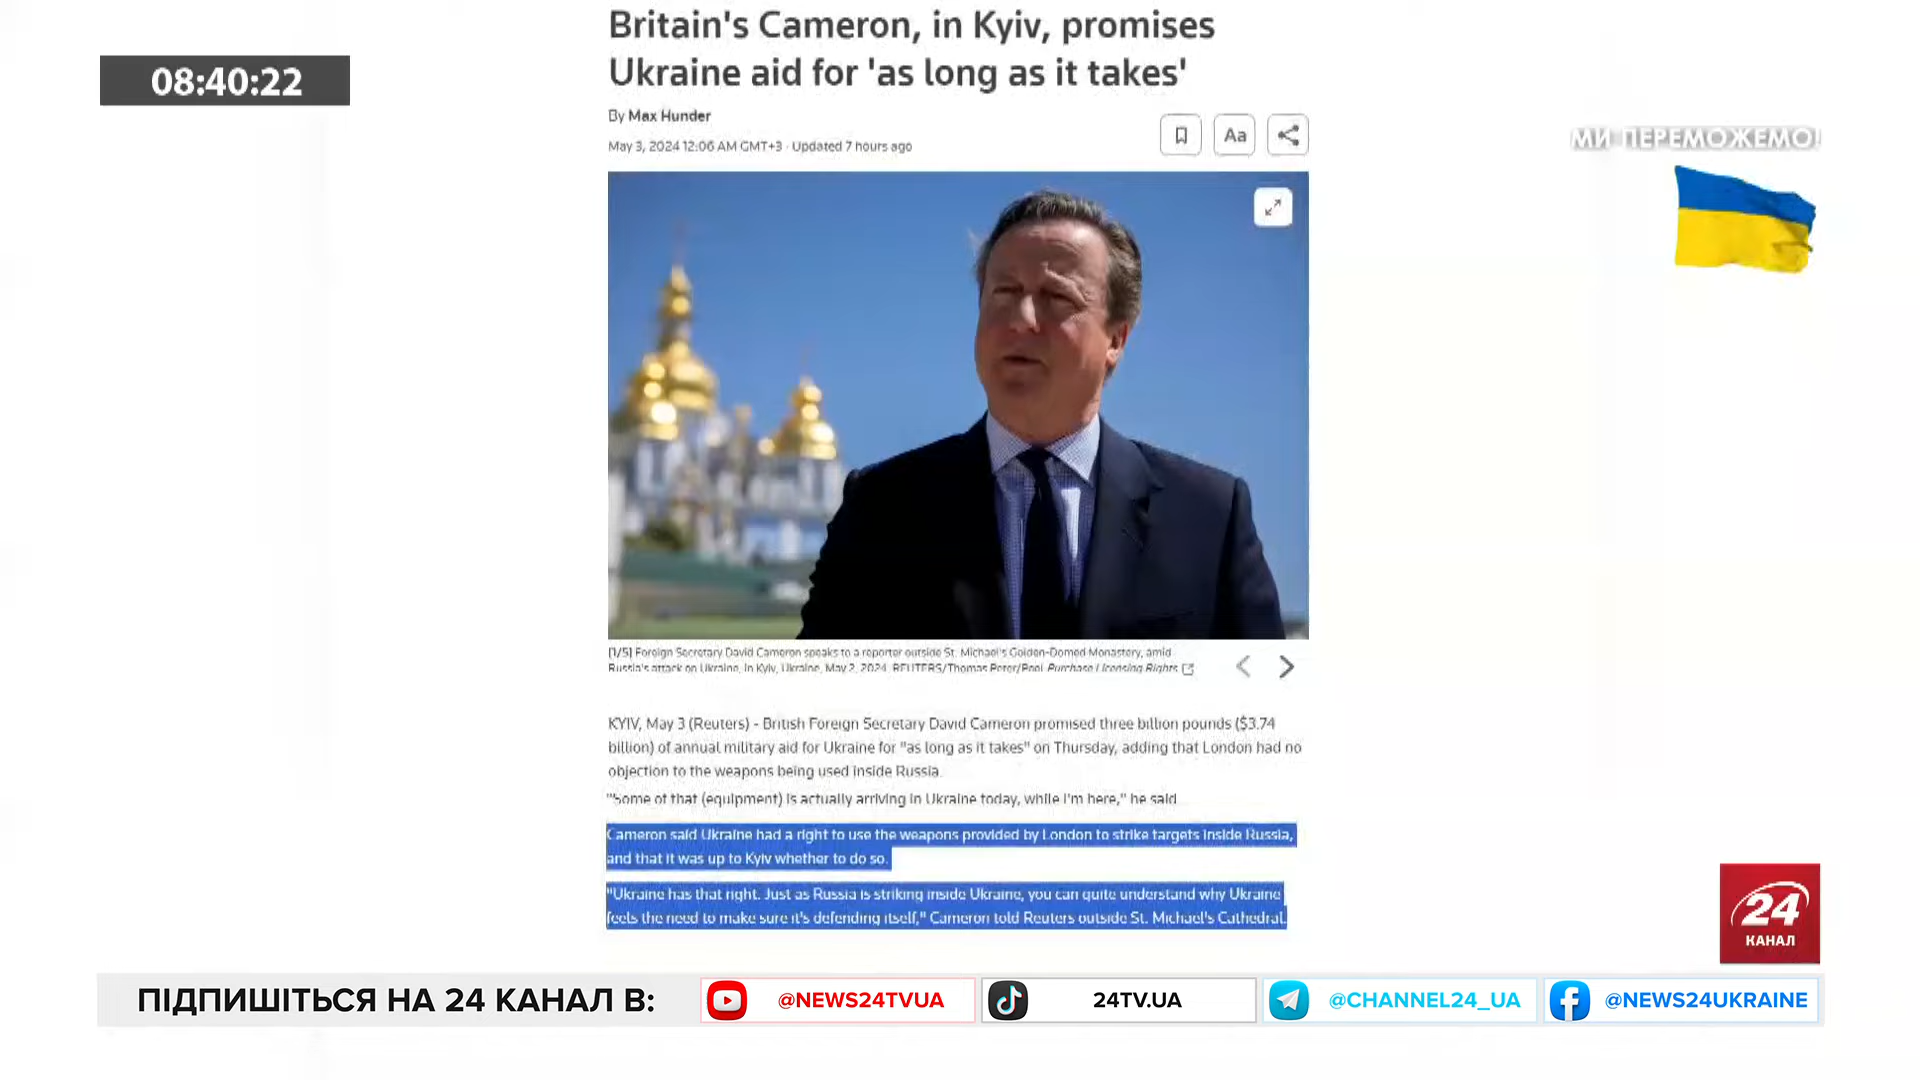 Britain's Cameron, in Kyiv, promises
Ukraine aid for 'as long as it takes'
08:40:22
By Max Hunder
May 3, 2024 12:06 AM GMT+3 · Updated 7 hours ago
Aa
МИ ПЕРЕМОЖЕМО!
[1/5] Foreign Secretary David Cameron speaks to a reporter outside St. Michael's Golden-Domed Monastery, amid
Russia's attack on Ukraine, in Kyiv, Ukraine, May 2, 2024. REUTERS/Thomas Peter/Pool Purchase Licensing Rights
KYIV, May 3 (Reuters) - British Foreign Secretary David Cameron promised three billion pounds ($3.74
billion) of annual military aid for Ukraine for "as long as it takes" on Thursday, adding that London had no
objection to the weapons being used inside Russia.
"Some of that (equipment) is actually arriving in Ukraine today, while I'm here," he said.
Cameron said Ukraine had a right to use the weapons provided by London to strike targets inside Russia,
and that it was up to Kyiv whether to do so.
"Ukraine has that right. Just as Russia is striking inside Ukraine, you can quite understand why Ukraine
feels the need to make sure it's defending itself," Cameron told Reuters outside St. Michael's Cathedral.
24
КАНАЛ
ПІДПИШІТЬСЯ НА 24 КАНАЛ В:
@NEWS24TVUA
24TV.UA
@CHANNEL24_UA
@NEWS24UKRAINE